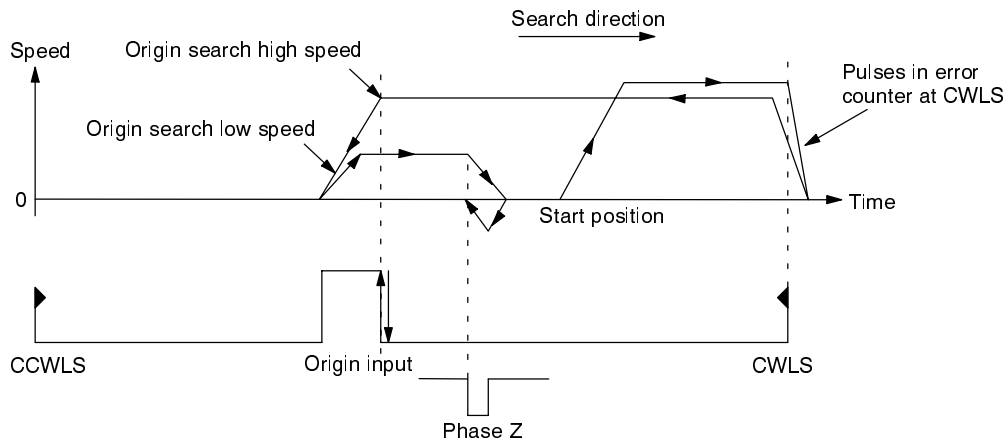 Search direction
Speed
Origin search high speed
Pulses in error
counter at CWLS
Origin search low speed
0
Start position
Time
CCWLS
Origin input
CWLS
Phase Z